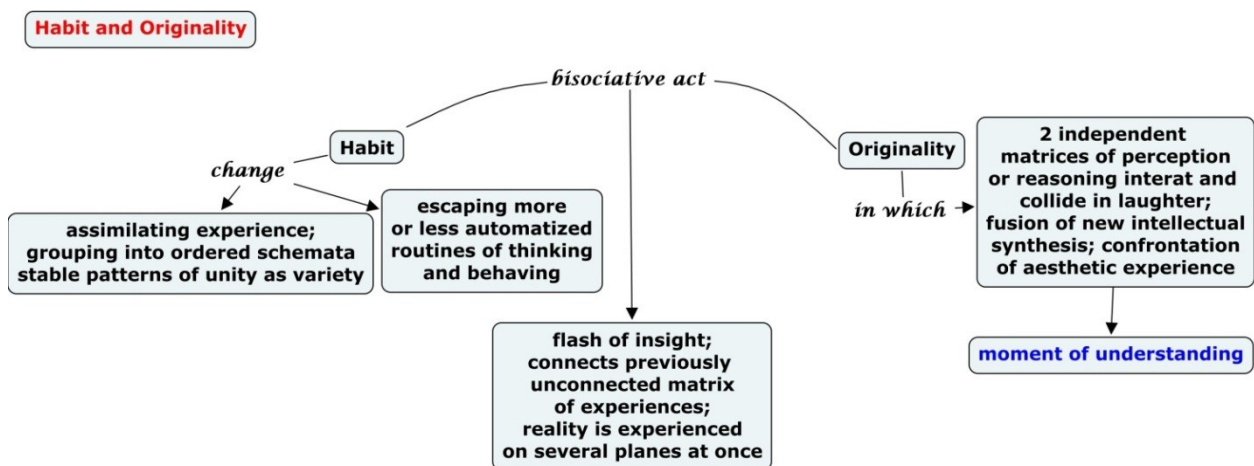 Habit and Originality
bisociative act
Habit
change
assimilating experience;
grouping into ordered schemata
stable patterns of unity as variety
escaping more
or less automatized
routines of thinking
and behaving
flash of insight;
connects previously
unconnected matrix
of experiences;
reality is experienced
on several planes at once
Originality
in which
2 independent
matrices of perception
or reasoning interat and
collide in laughter;
fusion of new intellectual
synthesis; confrontation
of aesthetic experience
moment of understanding